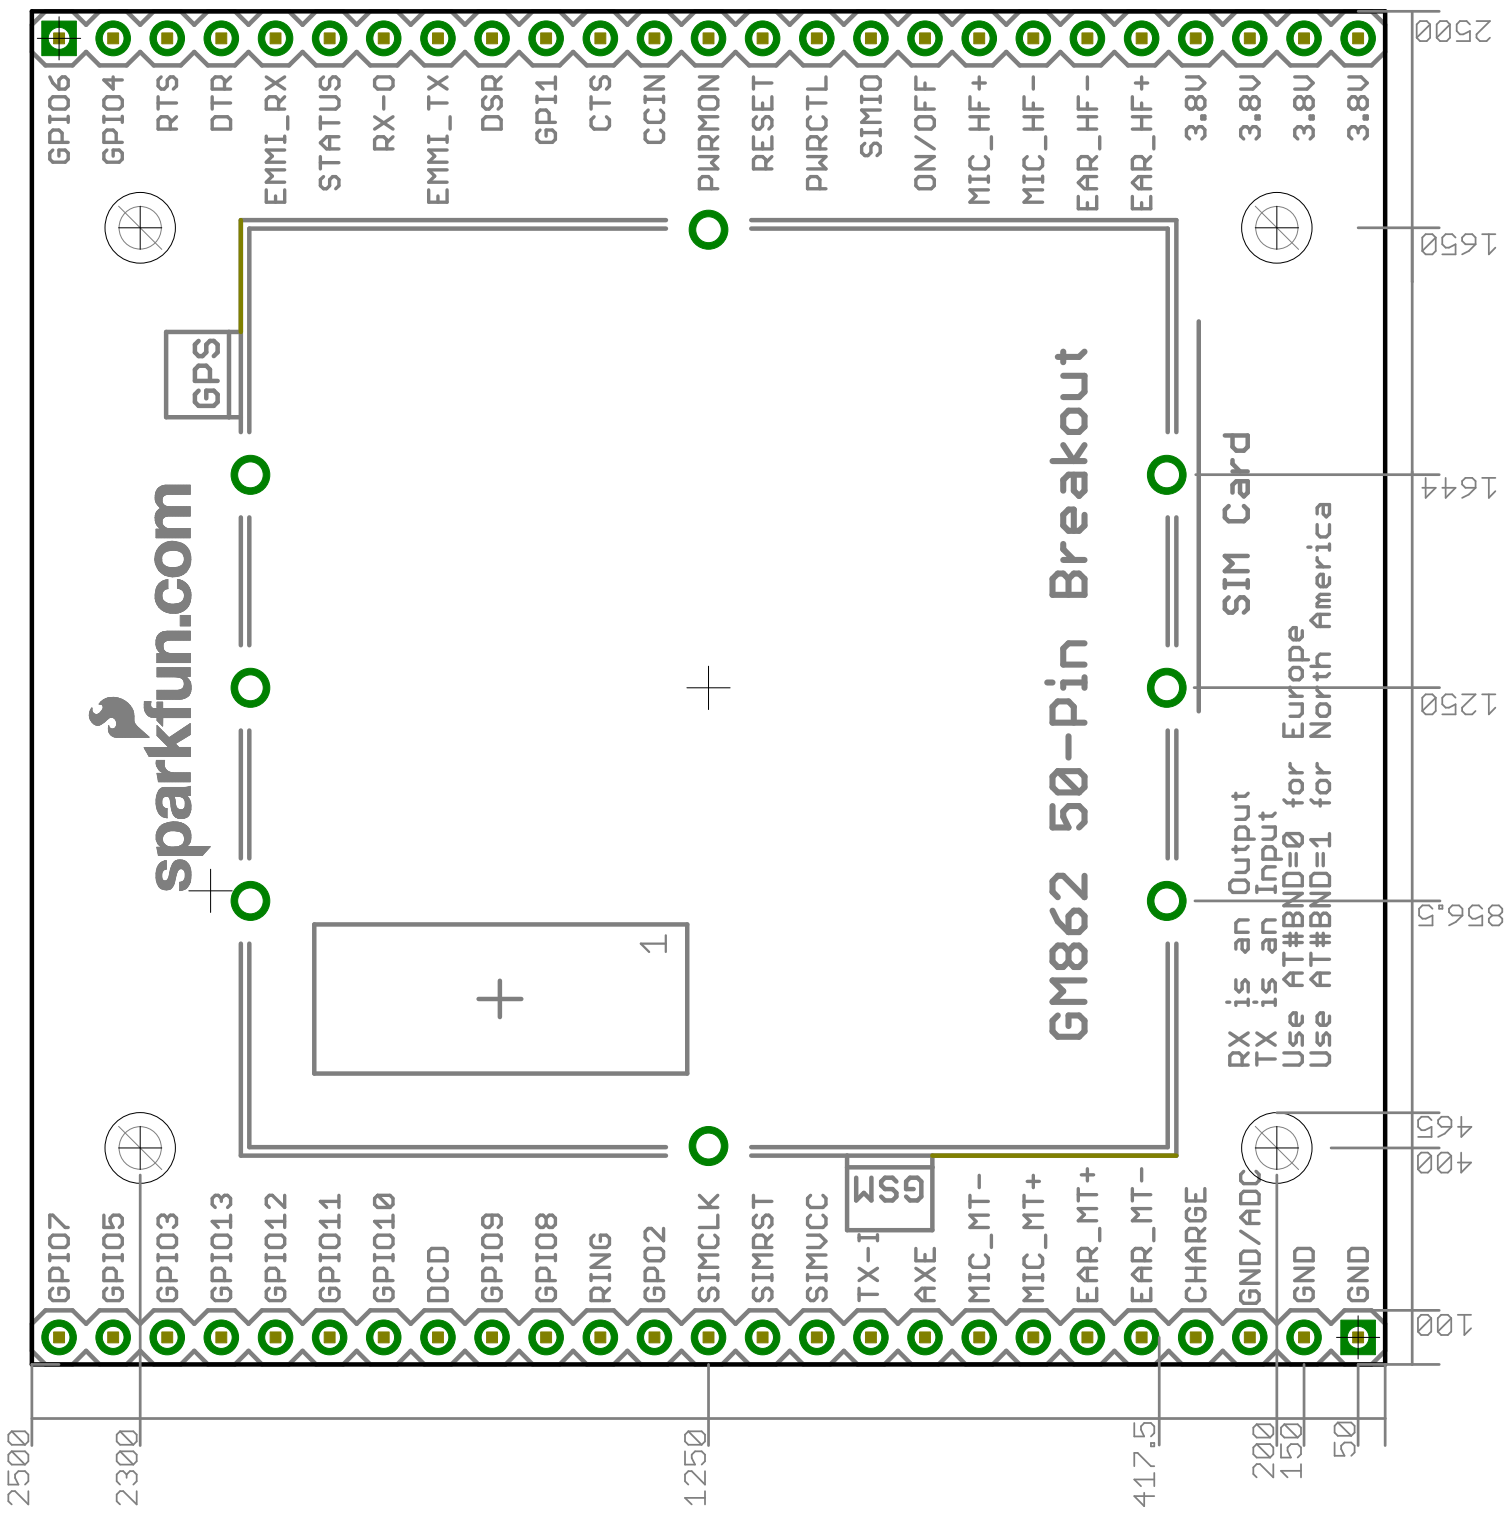 GPIO6
GPIO4
RTS
DTR
EMMI_RX
STATUS
RX-O
EMMI_TX
DSR
GPI1
CTS
CCIN
PWRMON
RESET
PWRCTL
SIMIO
ON/OFF
MIC_HF+
MIC_HF-
EAR_HF-
EAR_HF+
3.8V
3.8V
3.8V
3.8V
GPS
sparkfun.com
1
GM862 50-Pin Breakout
SIM Card
RX is an Output
TX is an Input
Use AT#BND=0 for Europe
Use AT#BND=1 for North America
GSM
GPIO7
GPIO5
GPIO3
GPIO13
GPIO12
GPIO11
GPIO10
DCD
GPIO9
GPIO8
RING
GPO2
SIMCLK
SIMRST
SIMVCC
TX-I
AXE
MIC_MT-
MIC_MT+
EAR_MT+
EAR_MT-
CHARGE
GND/ADC
GND
GND
2500
1650
1644
1250
856.5
465
400
100
2500
2300
1250
417.5
200
150
50